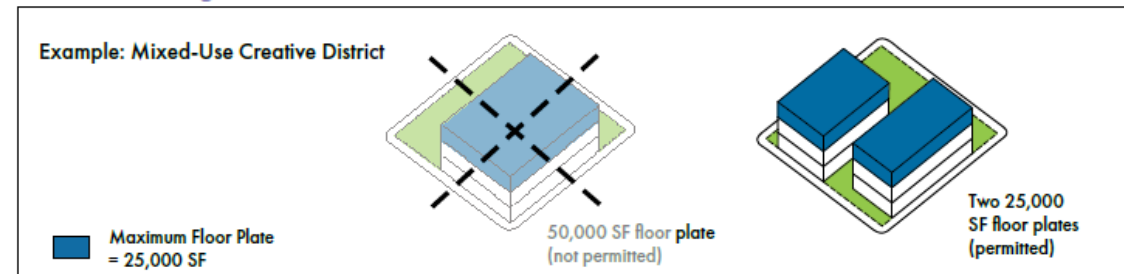 Example: Mixed-Use Creative District
Maximum Floor Plate
= 25,000 SF
50,000 SF floor plate
(not permitted)
Two 25,000
SF floor plates
(permitted)